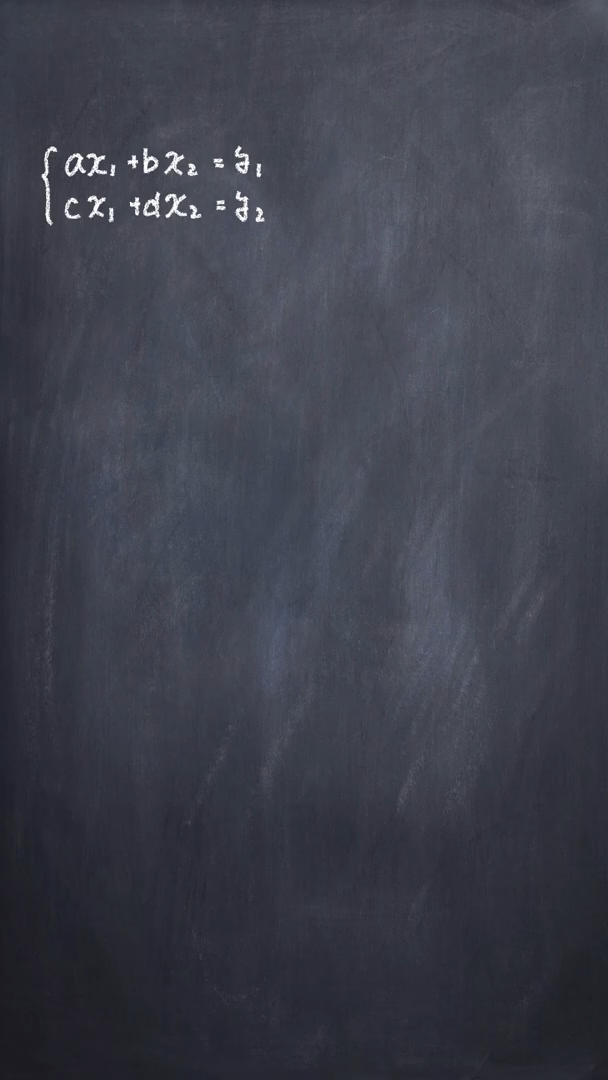 ax₁ + bx₂ = y₁
cx₁ + dx₂ = y₂